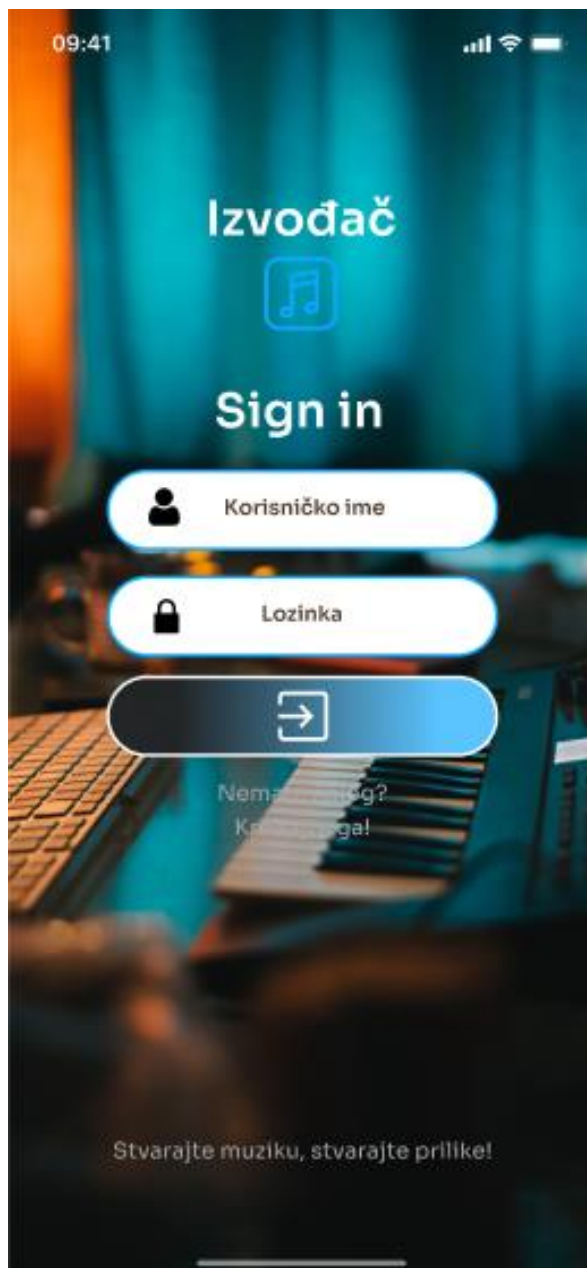 09:41
Izvođač
Sign in
Korisničko ime
Lozinka
Stvarajte muziku, stvarajte prilike!